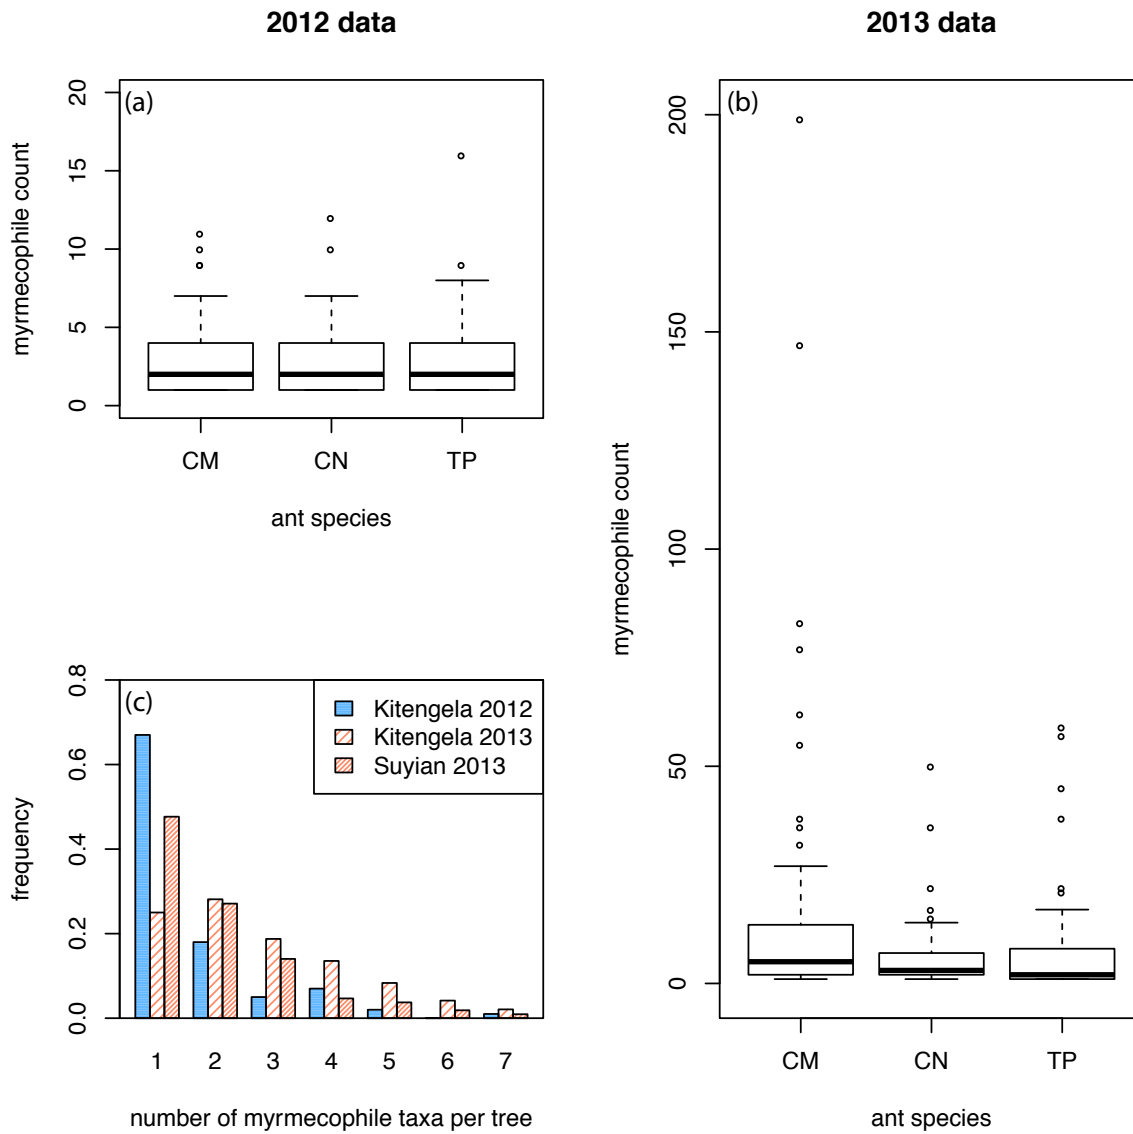 2012 data
(a)
myrmecophile count
20
15
10
5
0
CM CN TP
ant species
2013 data
(b)
myrmecophile count
200
150
100
50
0
CM CN TP
ant species
(c)
frequency
0.8
0.6
0.4
0.2
0.0
Kitengela 2012
Kitengela 2013
Suyian 2013
1 2 3 4 5 6 7
number of myrmecophile taxa per tree